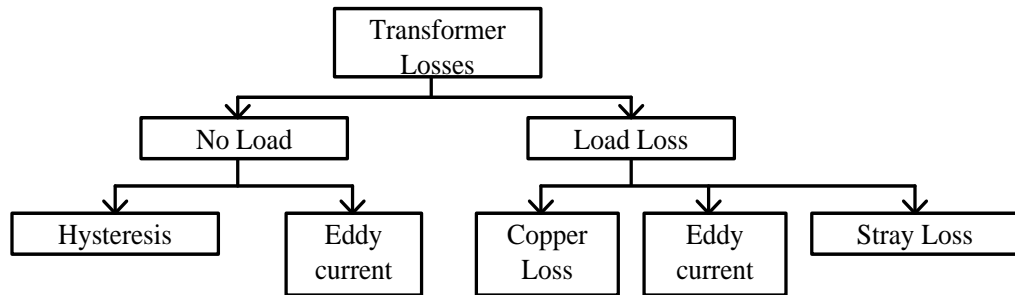 Transformer
Losses
No Load
Load Loss
Hysteresis
Eddy
current
Copper
Loss
Eddy
current
Stray Loss